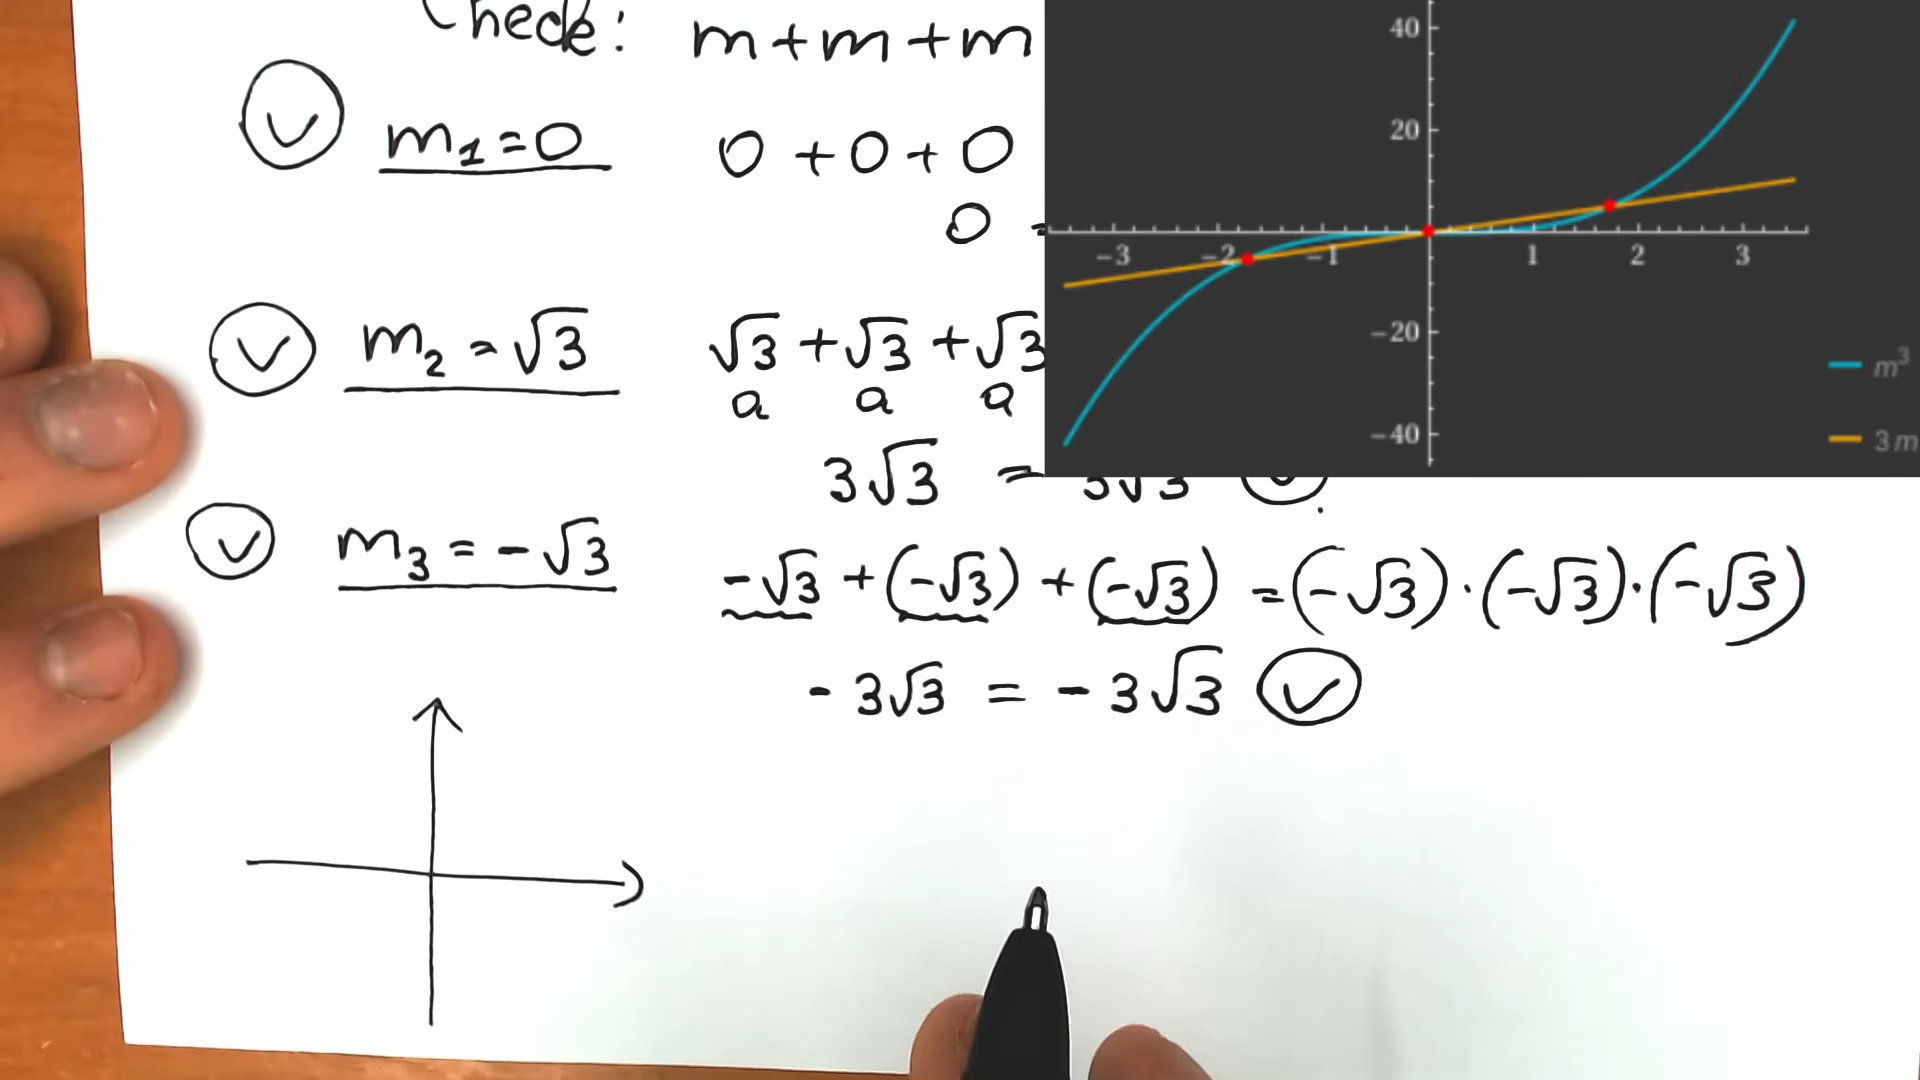 Check: m+m+m
V m₁=0 0+0+0
0 =
V m₂=√3 √3+√3+√3
a a a
3√3 = 3√3 V.
V m₃=-√3 -√3+(-√3)+(-√3)=(-√3)·(-√3)·(-√3)
-3√3 = -3√3 V
40
20
-3 -2 -1 1 2 3
-20
-40
m³
3m